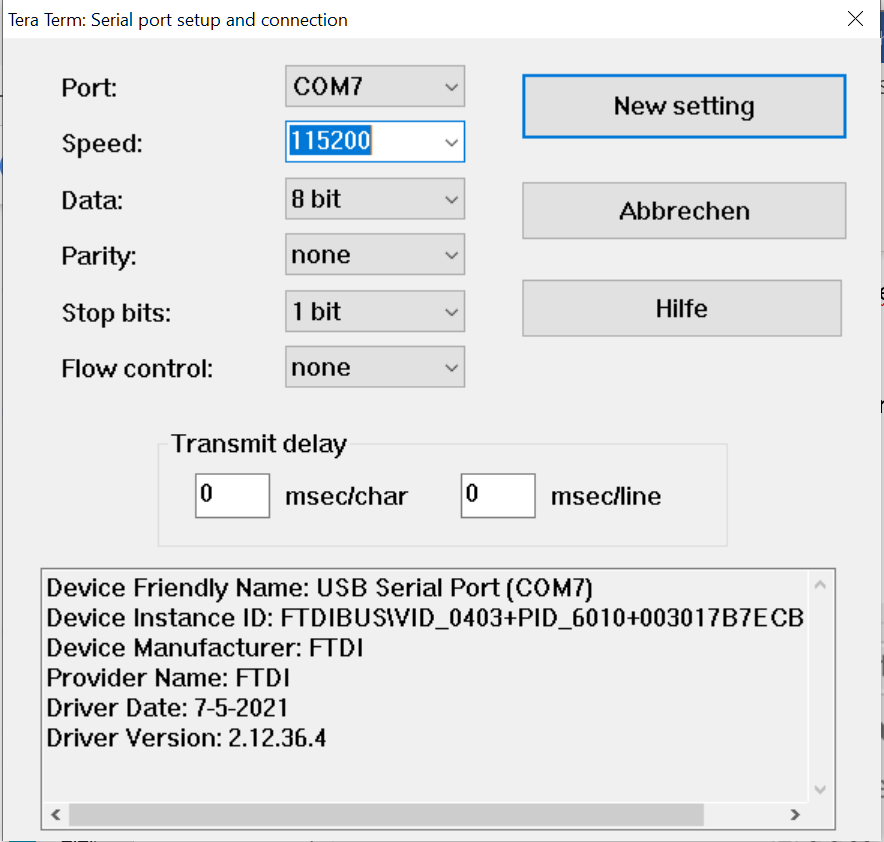 Tera Term: Serial port setup and connection
Port: COM7
New setting
Speed: 115200
Data: 8 bit
Abbrechen
Parity: none
Stop bits: 1 bit
Hilfe
Flow control: none
Transmit delay
0 msec/char 0 msec/line
Device Friendly Name: USB Serial Port (COM7)
Device Instance ID: FTDIBUS\VID_0403+PID_6010+003017B7ECB
Device Manufacturer: FTDI
Provider Name: FTDI
Driver Date: 7-5-2021
Driver Version: 2.12.36.4